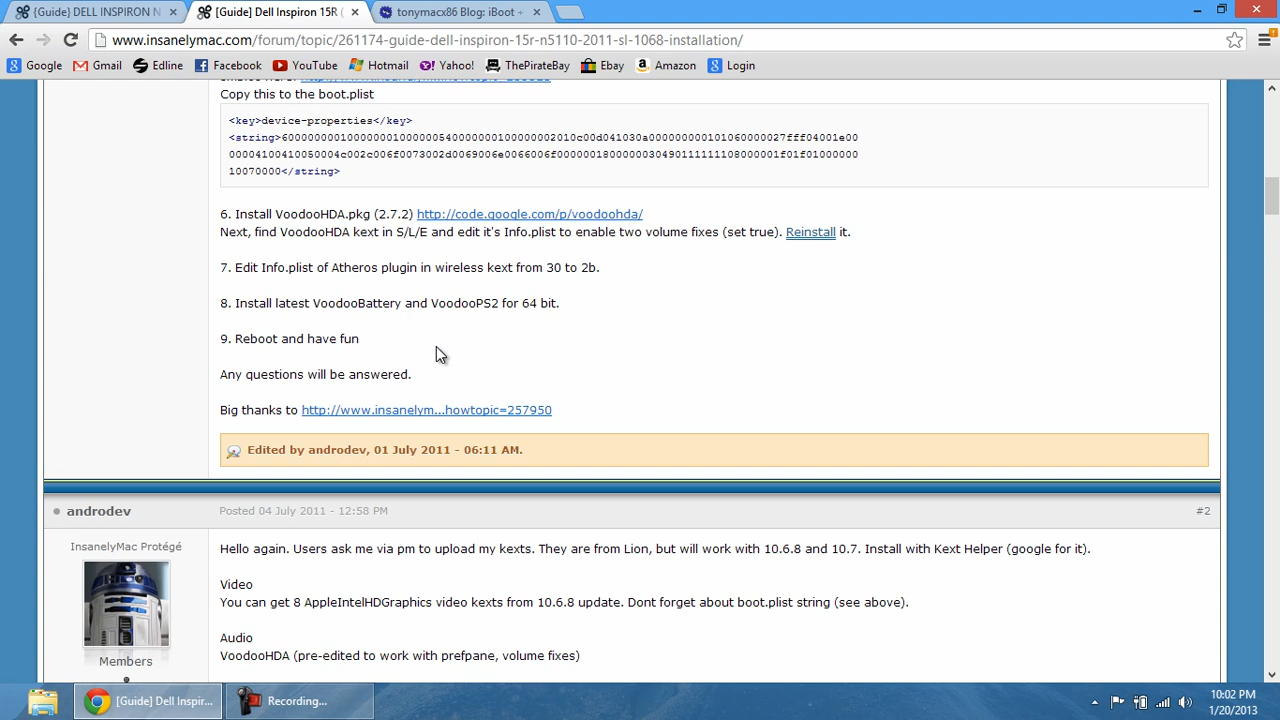 {Guide} DELL INSPIRON N
[Guide] Dell Inspiron 15R (
tonymacx86 Blog: iBoot +
www.insanelymac.com/forum/topic/261174-guide-dell-inspiron-15r-n5110-2011-sl-1068-installation/
Google Gmail Edline Facebook YouTube Hotmail Yahoo! ThePirateBay Ebay Amazon Login
Copy this to the boot.plist
<key>device-properties</key>
6. Install VoodooHDA.pkg (2.7.2) http://code.google.com/p/voodoohda/
Next, find VoodooHDA kext in S/L/E and edit it's Info.plist to enable two volume fixes (set true). Reinstall it.
7. Edit Info.plist of Atheros plugin in wireless kext from 30 to 2b.
8. Install latest VoodooBattery and VoodooPS2 for 64 bit.
9. Reboot and have fun
Any questions will be answered.
Big thanks to http://www.insanelym...howtopic=257950
Edited by androdev, 01 July 2011 - 06:11 AM.
androdev
Posted 04 July 2011 - 12:58 PM
#2
InsanelyMac Protégé
Members
Hello again. Users ask me via pm to upload my kexts. They are from Lion, but will work with 10.6.8 and 10.7. Install with Kext Helper (google for it).
Video
You can get 8 AppleIntelHDGraphics video kexts from 10.6.8 update. Dont forget about boot.plist string (see above).
Audio
VoodooHDA (pre-edited to work with prefpane, volume fixes)
[Guide] Dell Inspir...
Recording...
10:02 PM
1/20/2013